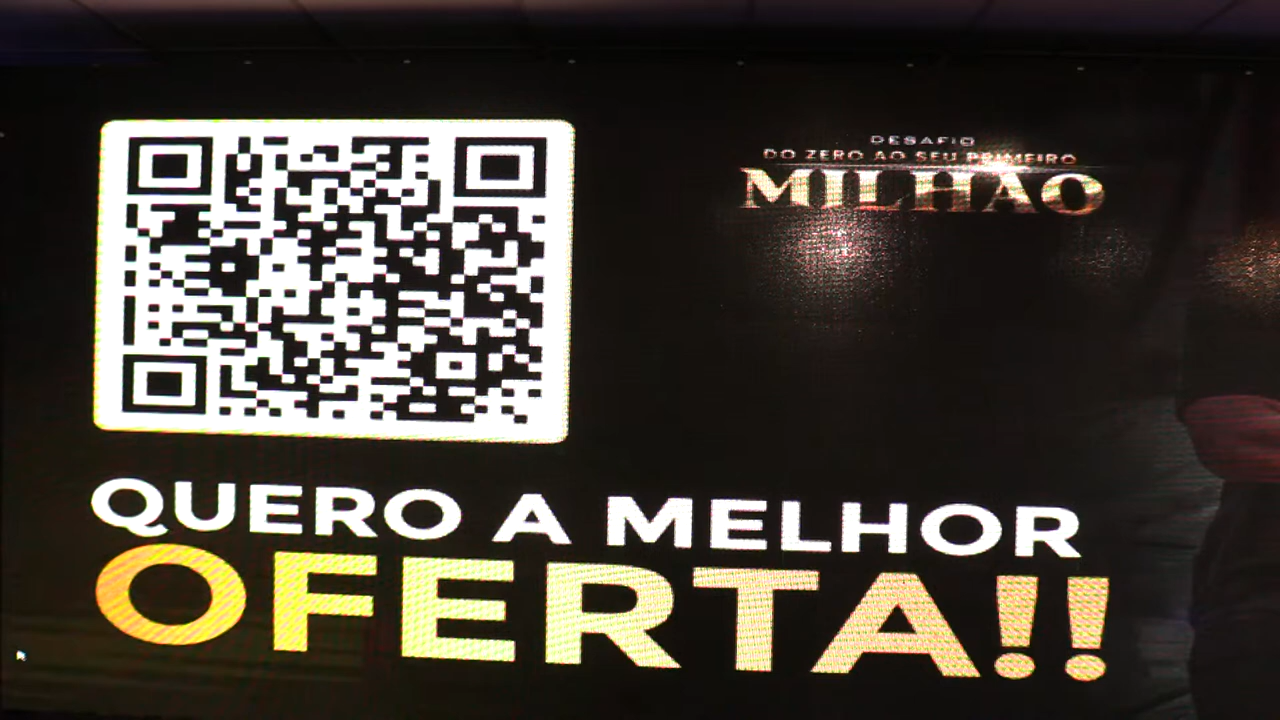 DESAFIO
DO ZERO AO SEU PRIMEIRO
MILHÃO
QUERO A MELHOR
OFERTA!!